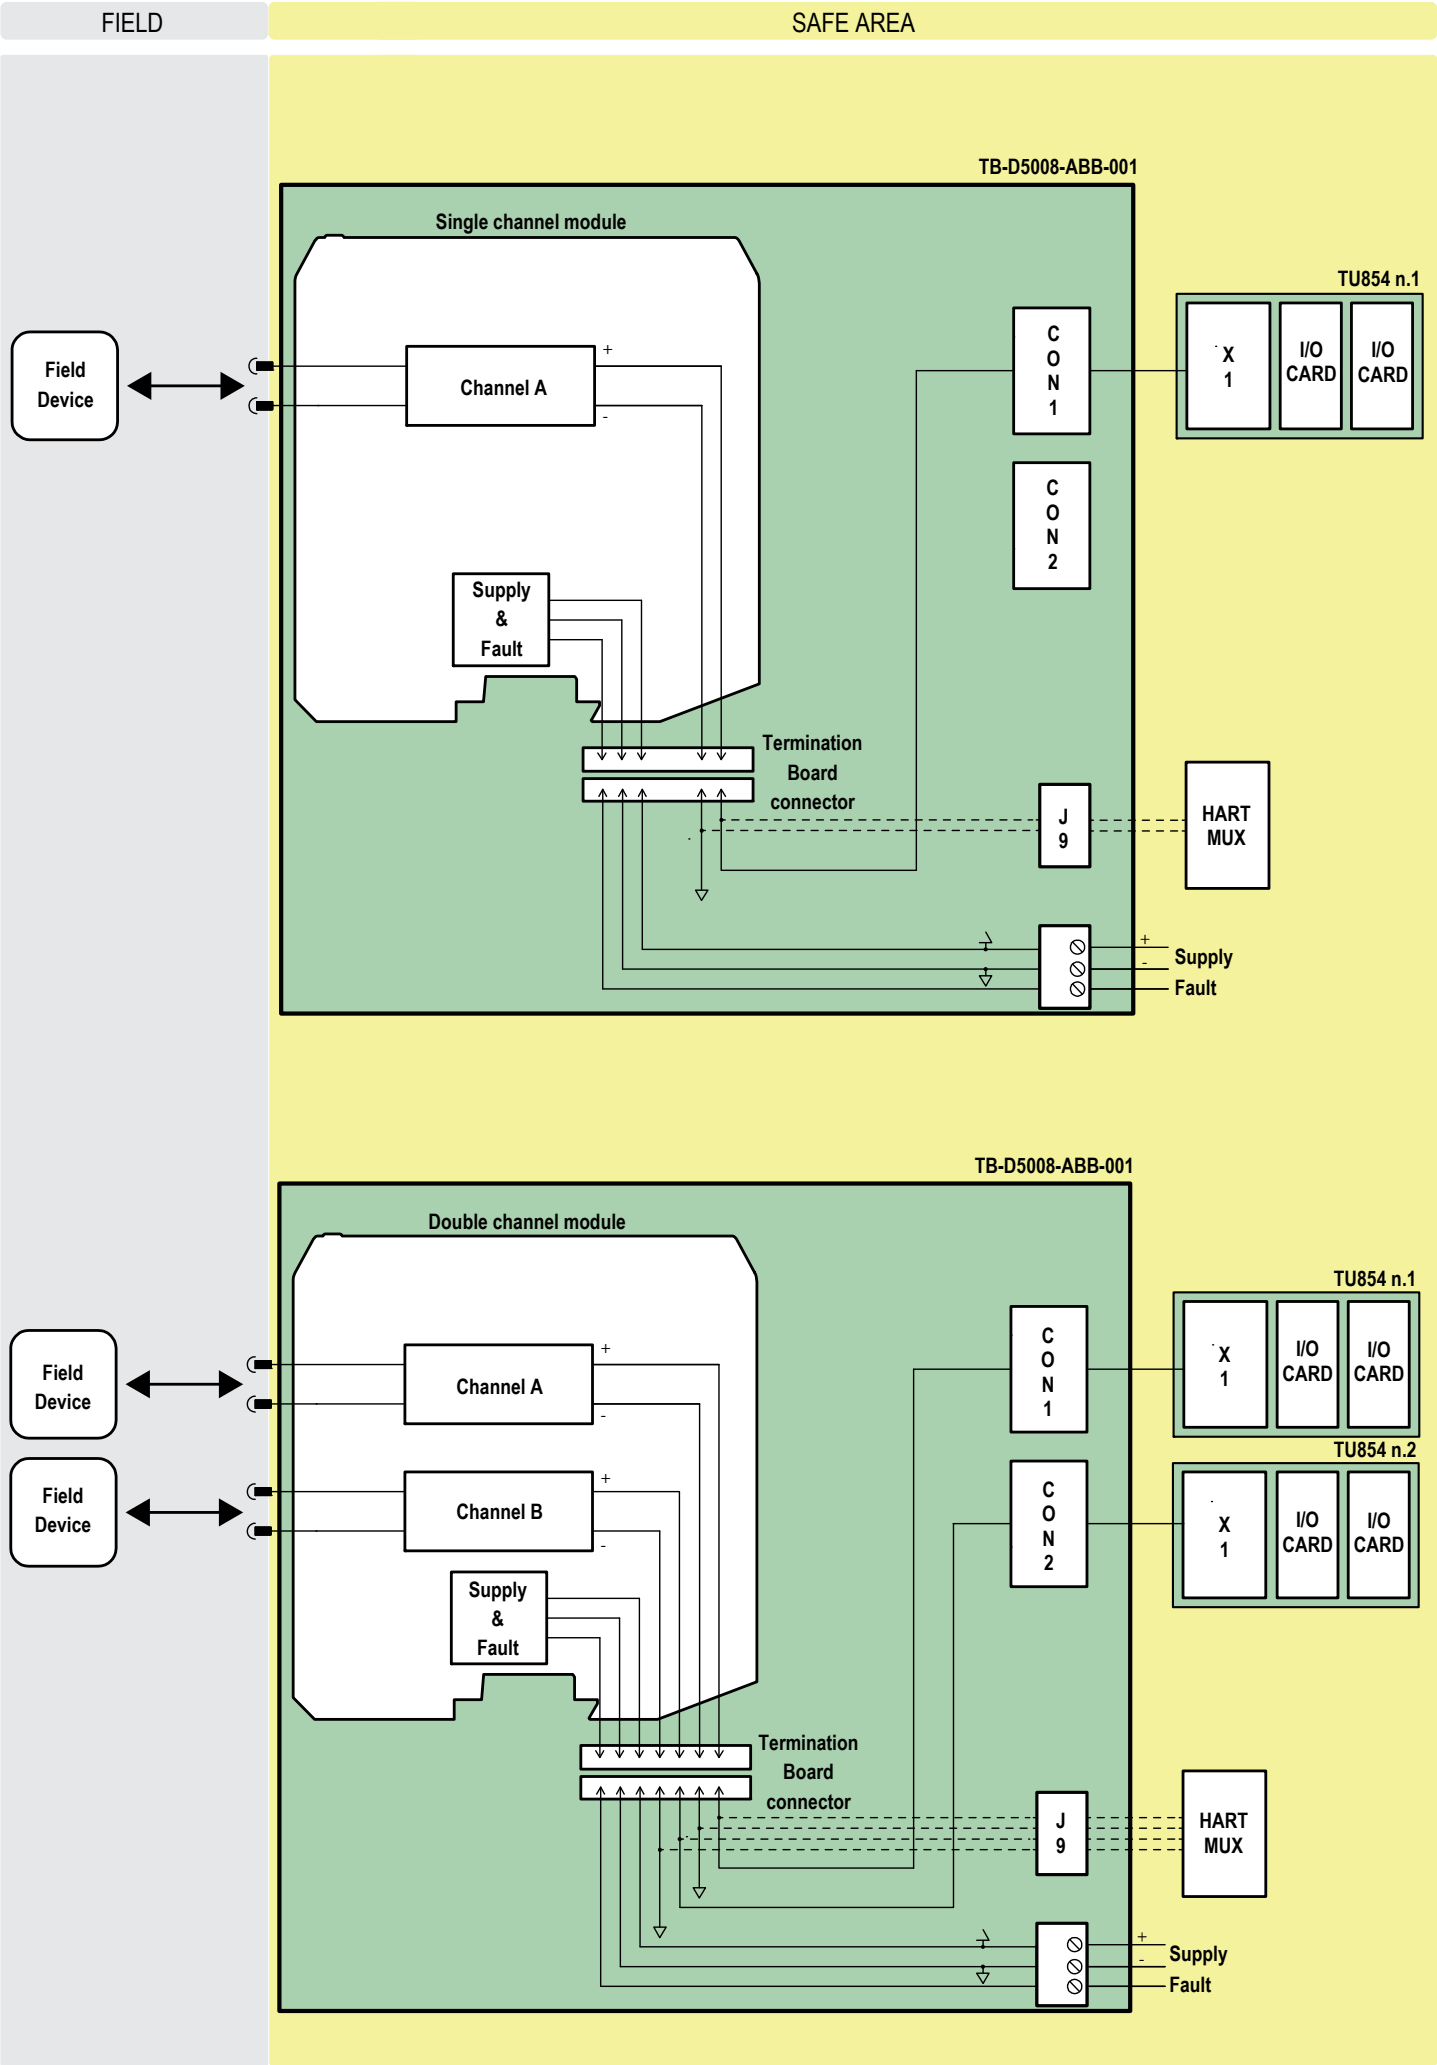 FIELD
SAFE AREA
TB-D5008-ABB-001
Single channel module
TU854 n.1
Field
Device
Channel A
+
-
C
O
N
1
X
1
I/O
CARD
I/O
CARD
C
O
N
2
Supply
&
Fault
Termination
Board
connector
J
9
HART
MUX
+
-
Supply
Fault
TB-D5008-ABB-001
Double channel module
TU854 n.1
Field
Device
Channel A
+
-
C
O
N
1
X
1
I/O
CARD
I/O
CARD
TU854 n.2
Field
Device
Channel B
+
-
C
O
N
2
X
1
I/O
CARD
I/O
CARD
Supply
&
Fault
Termination
Board
connector
J
9
HART
MUX
+
-
Supply
Fault